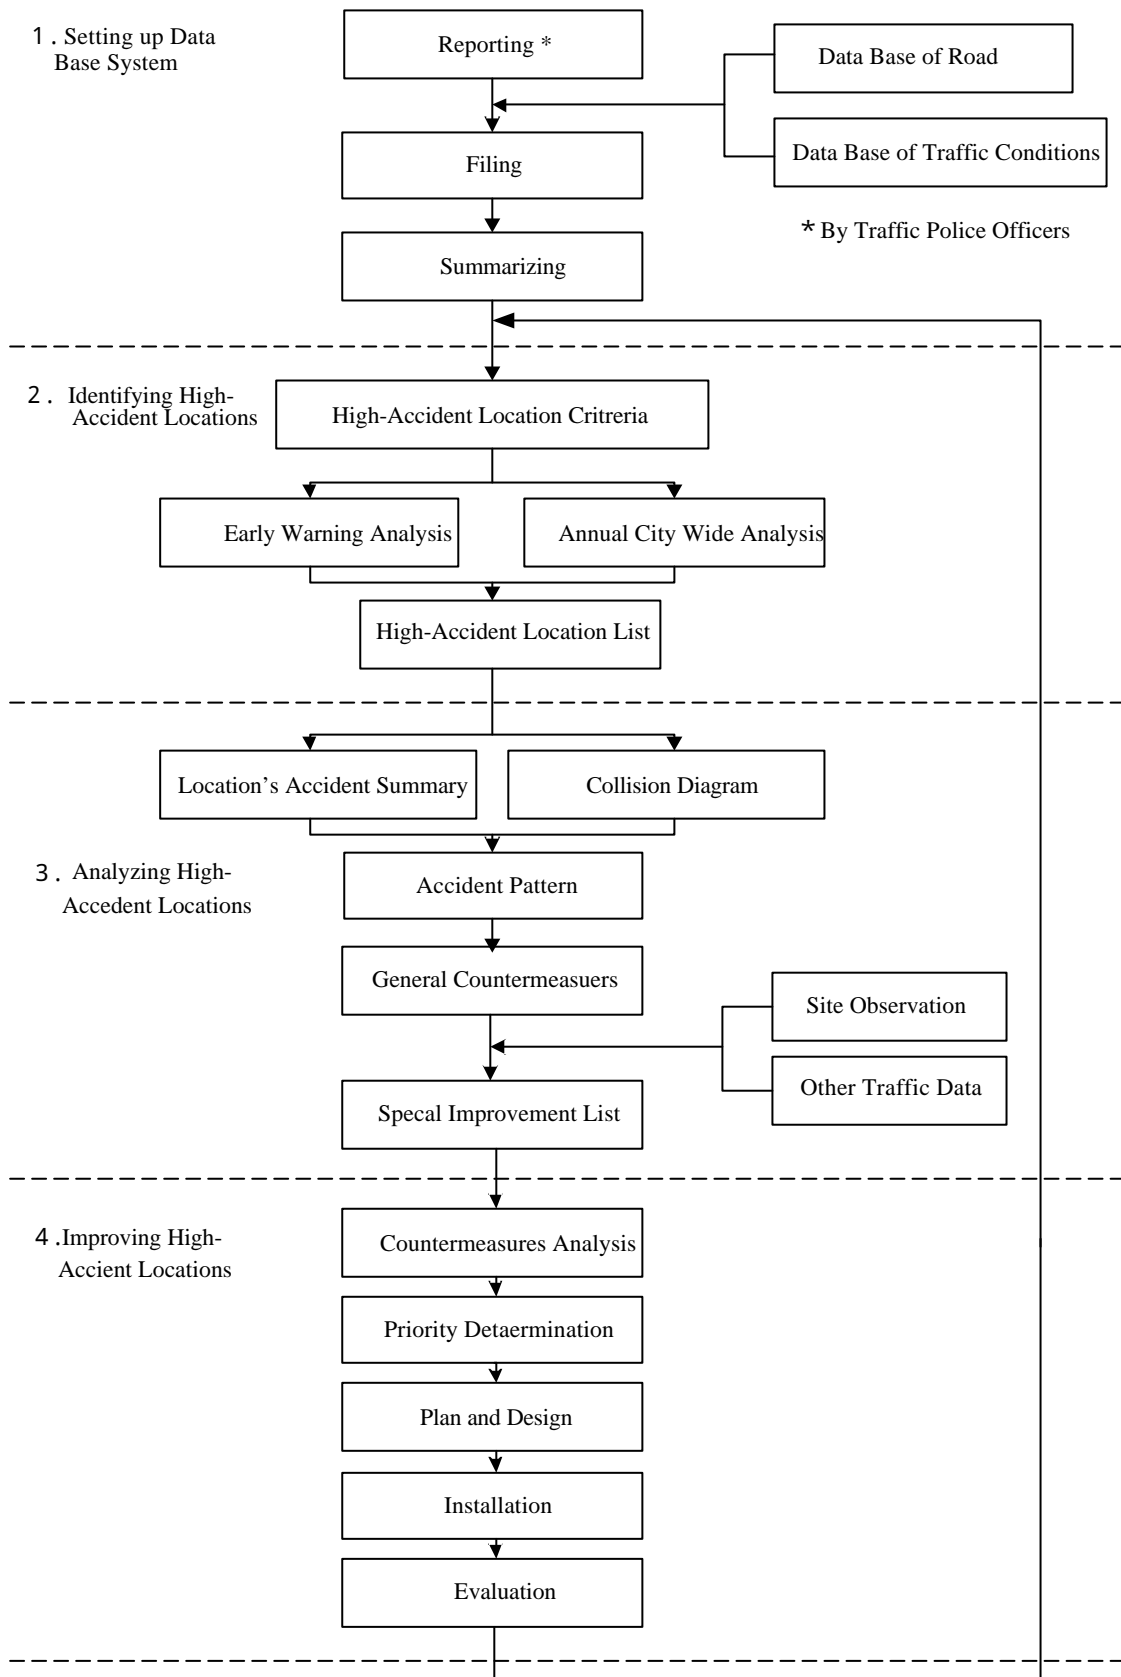 1 . Setting up Data
Base System
Reporting *
Data Base of Road
Data Base of Traffic Conditions
Filing
* By Traffic Police Officers
Summarizing
2 . Identifying High-
Accident Locations
High-Accident Location Critreria
Early Warning Analysis
Annual City Wide Analysis
High-Accident Location List
Location’s Accident Summary
Collision Diagram
3 . Analyzing High-
Accedent Locations
Accident Pattern
General Countermeasuers
Site Observation
Other Traffic Data
Specal Improvement List
4 .Improving High-
Accient Locations
Countermeasures Analysis
Priority Detaermination
Plan and Design
Installation
Evaluation